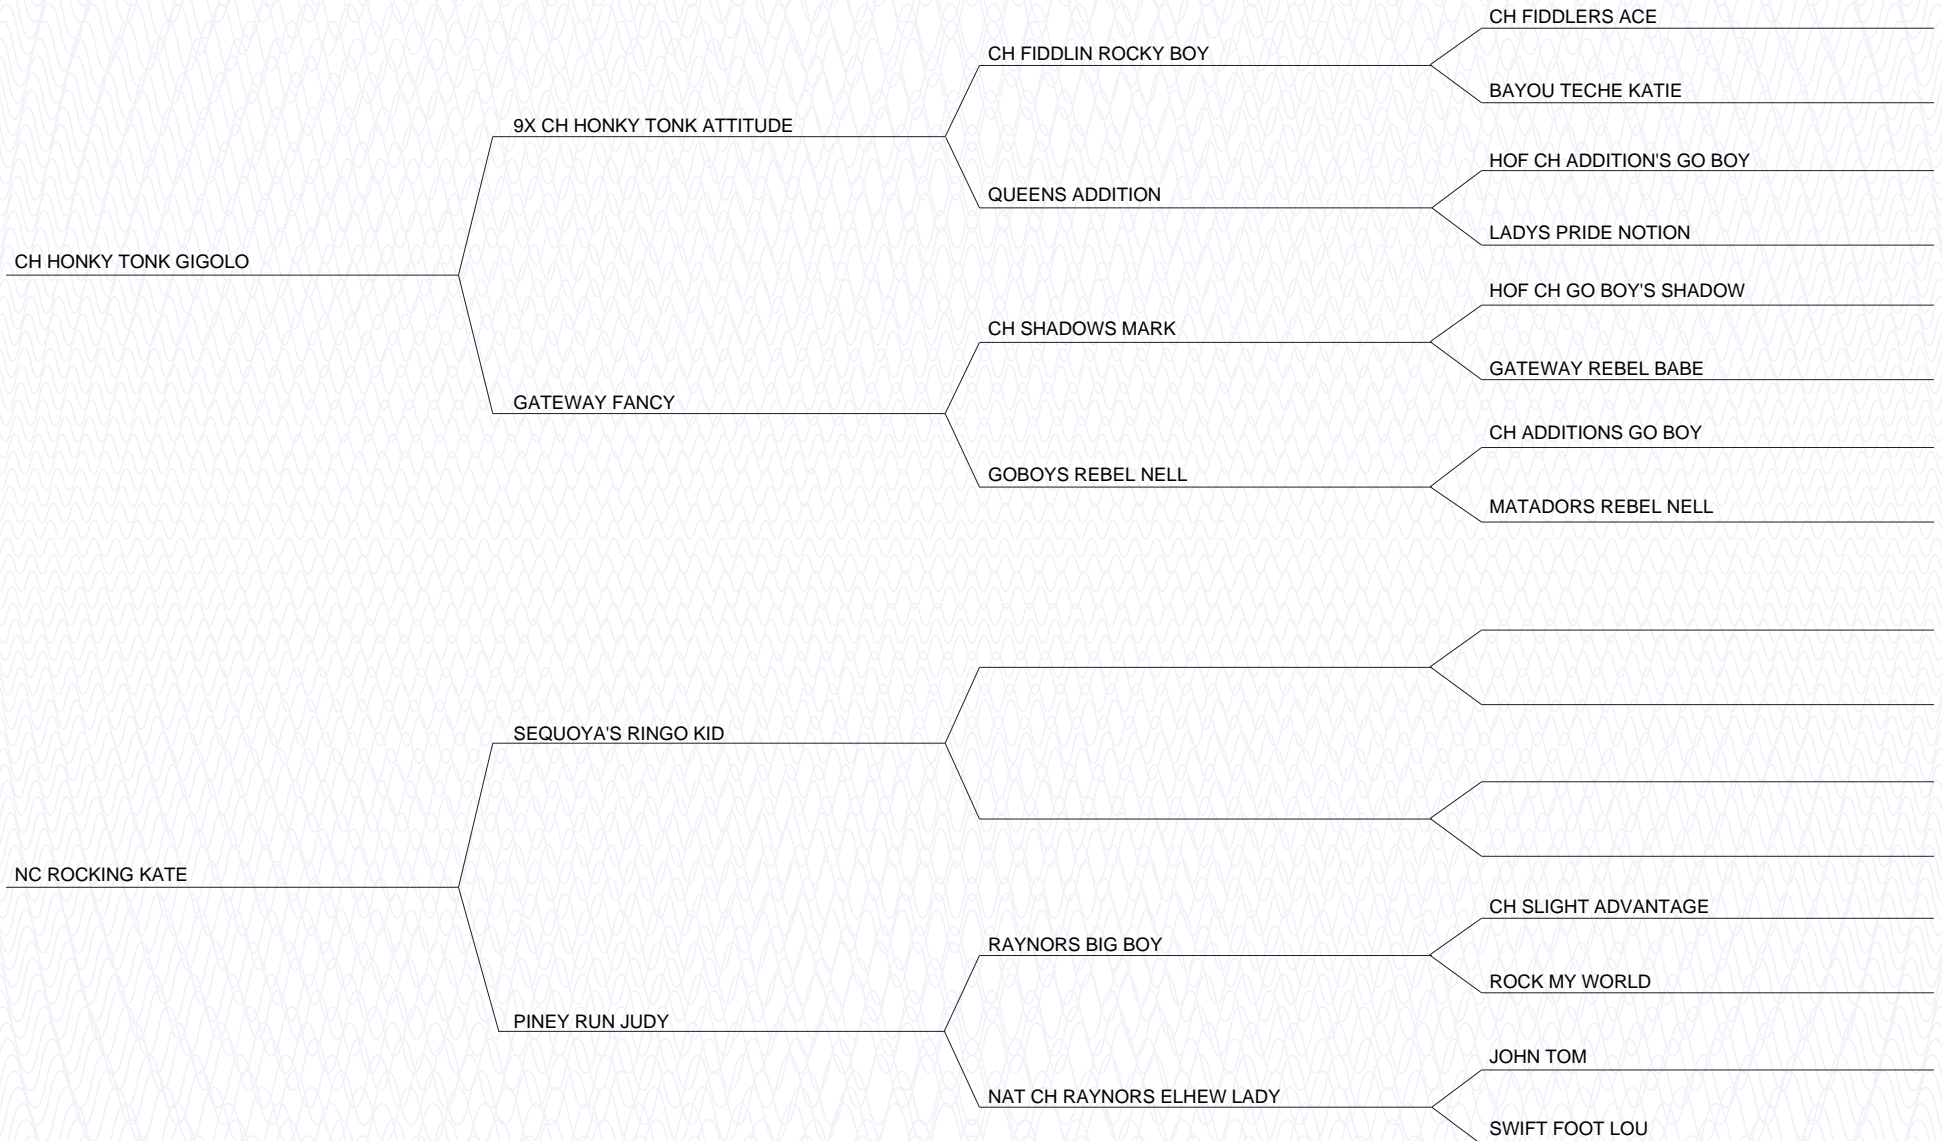 CH FIDDLERS ACE
CH FIDDLIN ROCKY BOY
BAYOU TECHE KATIE
9X CH HONKY TONK ATTITUDE
HOF CH ADDITION'S GO BOY
QUEENS ADDITION
LADYS PRIDE NOTION
CH HONKY TONK GIGOLO
HOF CH GO BOY'S SHADOW
CH SHADOWS MARK
GATEWAY REBEL BABE
GATEWAY FANCY
CH ADDITIONS GO BOY
GOBOYS REBEL NELL
MATADORS REBEL NELL
SEQUOYA'S RINGO KID
NC ROCKING KATE
CH SLIGHT ADVANTAGE
RAYNORS BIG BOY
ROCK MY WORLD
PINEY RUN JUDY
JOHN TOM
NAT CH RAYNORS ELHEW LADY
SWIFT FOOT LOU